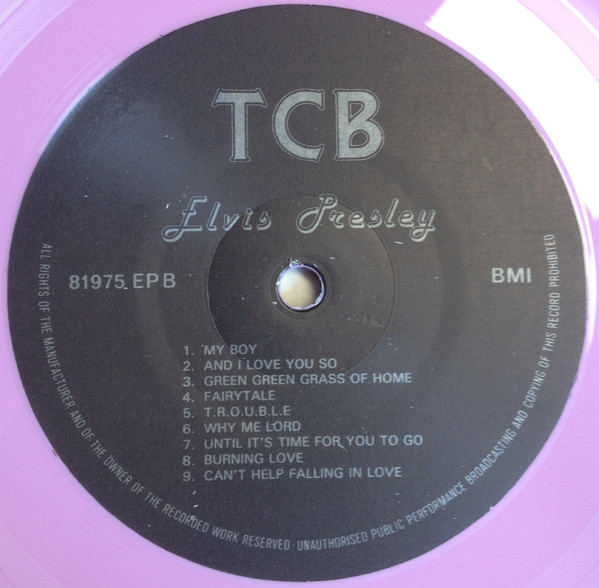 TCB
Elvis Presley
81975 EP B
BMI
1. MY BOY
2. AND I LOVE YOU SO
3. GREEN GREEN GRASS OF HOME
4. FAIRYTALE
5. T.R.O.U.B.L.E
6. WHY ME LORD
7. UNTIL IT'S TIME FOR YOU TO GO
8. BURNING LOVE
9. CAN'T HELP FALLING IN LOVE
ALL RIGHTS OF THE MANUFACTURER AND OF THE OWNER OF THE RECORDED WORK RESERVED · UNAUTHORISED PUBLIC PERFORMANCE BROADCASTING AND COPYING OF THIS RECORD PROHIBITED